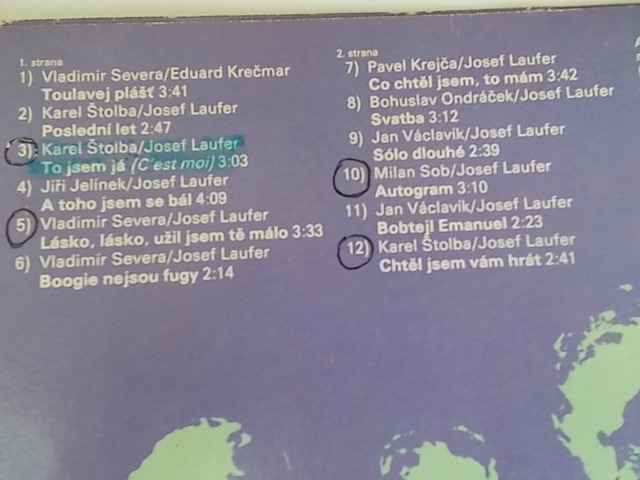 1. strana
1) Vladimír Severa/Eduard Krečmar
Toulavej plášť 3:41
2) Karel Štolba/Josef Laufer
Poslední let 2:47
3) Karel Štolba/Josef Laufer
To jsem já (C'est moi) 3:03
4) Jiří Jelínek/Josef Laufer
A toho jsem se bál 4:09
5) Vladimír Severa/Josef Laufer
Lásko, lásko, užil jsem tě málo 3:33
6) Vladimír Severa/Josef Laufer
Boogie nejsou fugy 2:14
2. strana
7) Pavel Krejča/Josef Laufer
Co chtěl jsem, to mám 3:42
8) Bohuslav Ondráček/Josef Laufer
Svatba 3:12
9) Jan Václavík/Josef Laufer
Sólo dlouhé 2:39
10) Milan Sob/Josef Laufer
Autogram 3:10
11) Jan Václavík/Josef Laufer
Bobtejl Emanuel 2:23
12) Karel Štolba/Josef Laufer
Chtěl jsem vám hrát 2:41